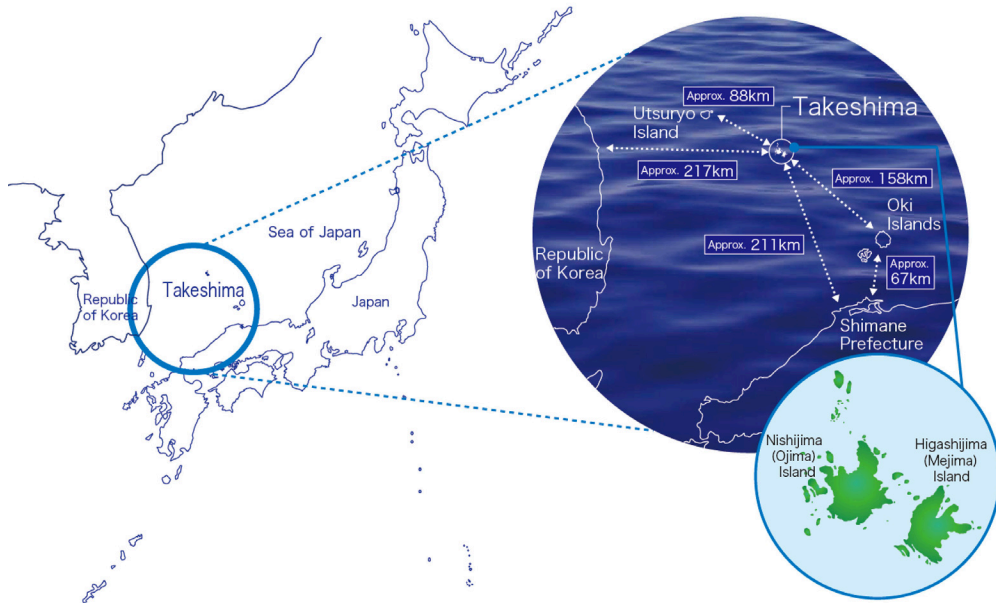 Sea of Japan
Republic
of Korea
Takeshima
Japan
Approx. 88km
Utsuryo
Island
Takeshima
Approx. 217km
Approx. 158km
Oki
Islands
Approx. 211km
Republic
of Korea
Approx.
67km
Shimane
Prefecture
Nishijima
(Ojima)
Island
Higashijima
(Mejima)
Island